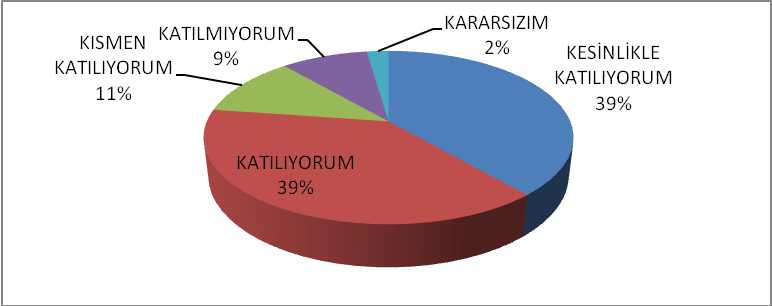 KARARSIZIM
2%
KATILMIYORUM
9%
KISMEN
KATILIYORUM
11%
KESİNLİKLE
KATILIYORUM
39%
KATILIYORUM
39%